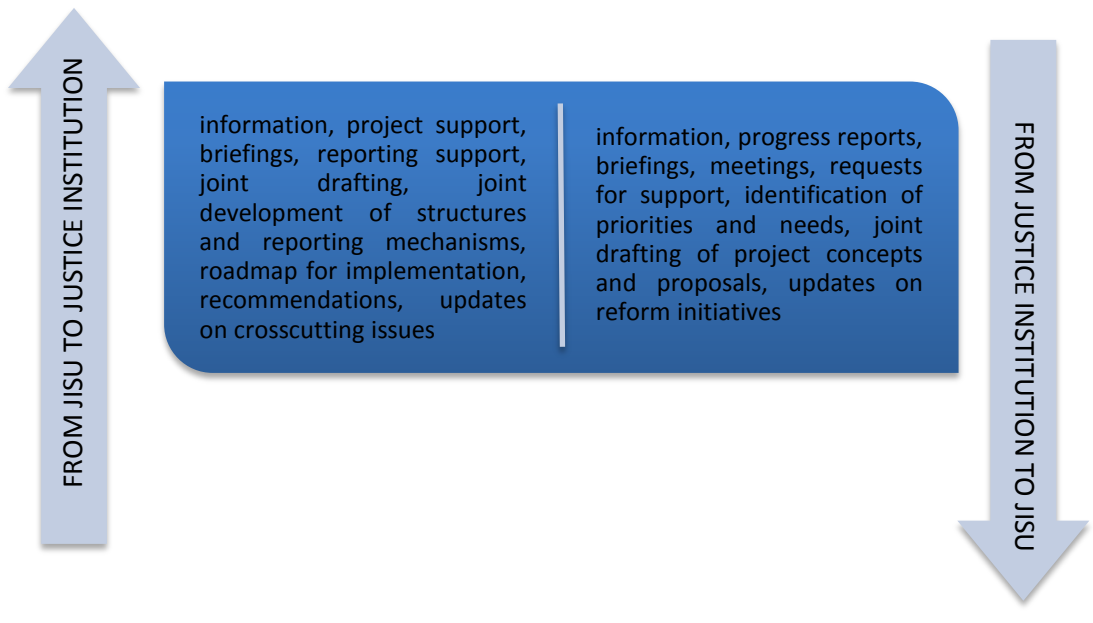 FROM JISU TO JUSTICE INSTITUTION
information, project support,
briefings, reporting support,
joint drafting, joint
development of structures
and reporting mechanisms,
roadmap for implementation,
recommendations, updates
on crosscutting issues
information, progress reports,
briefings, meetings, requests
for support, identification of
priorities and needs, joint
drafting of project concepts
and proposals, updates on
reform initiatives
FROM JUSTICE INSTITUTION TO JISU